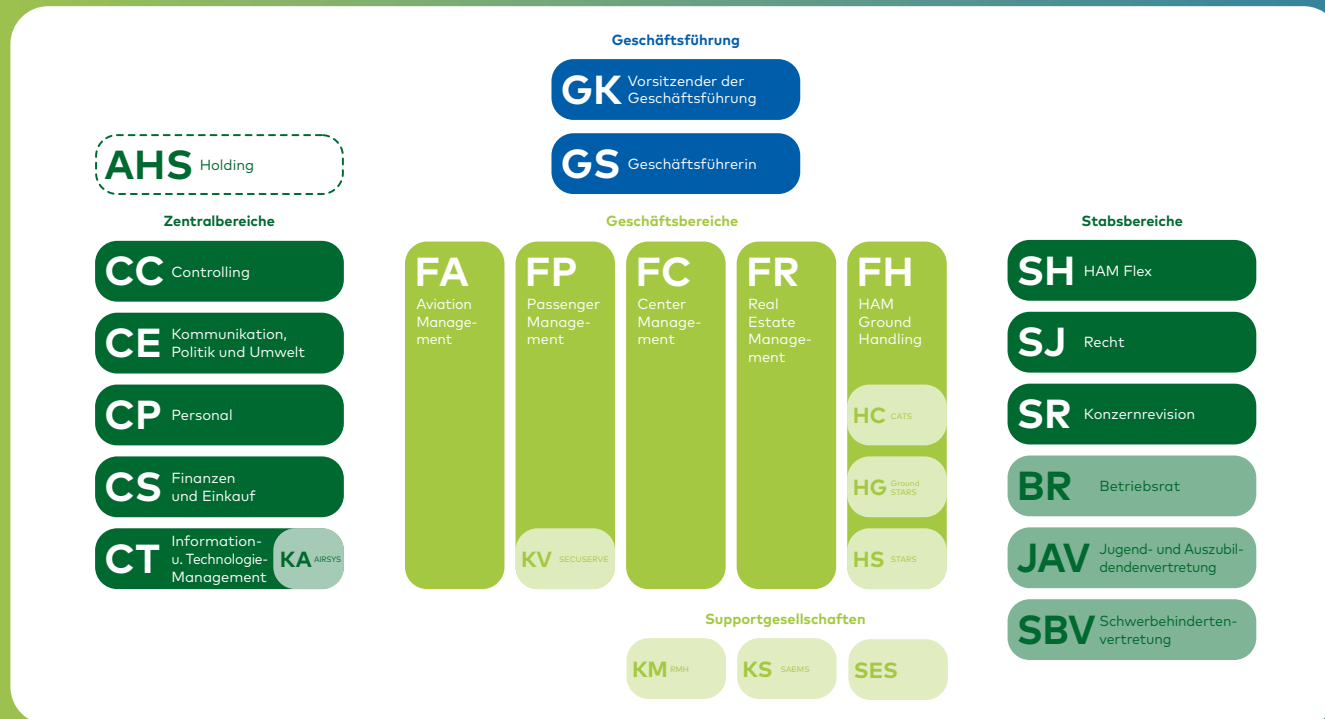 Geschäftsführung
GK
Vorsitzender der
Geschäftsführung
GS
Geschäftsführerin
AHS
Holding
Zentralbereiche
CC
Controlling
CE
Kommunikation,
Politik und Umwelt
CP
Personal
CS
Finanzen
und Einkauf
CT
Information-
u. Technologie-
Management
KA
AIRSYS
Geschäftsbereiche
FA
Aviation
Manage-
ment
FP
Passenger
Manage-
ment
KV
SECUSERVE
FC
Center
Manage-
ment
FR
Real
Estate
Manage-
ment
FH
HAM
Ground
Handling
HC
CATS
HG
Ground
STARS
HS
STARS
Supportgesellschaften
KM
RMH
KS
SAEMS
SES
Stabsbereiche
SH
HAM Flex
SJ
Recht
SR
Konzernrevision
BR
Betriebsrat
JAV
Jugend- und Auszubil-
dendenvertretung
SBV
Schwerbehinderten-
vertretung